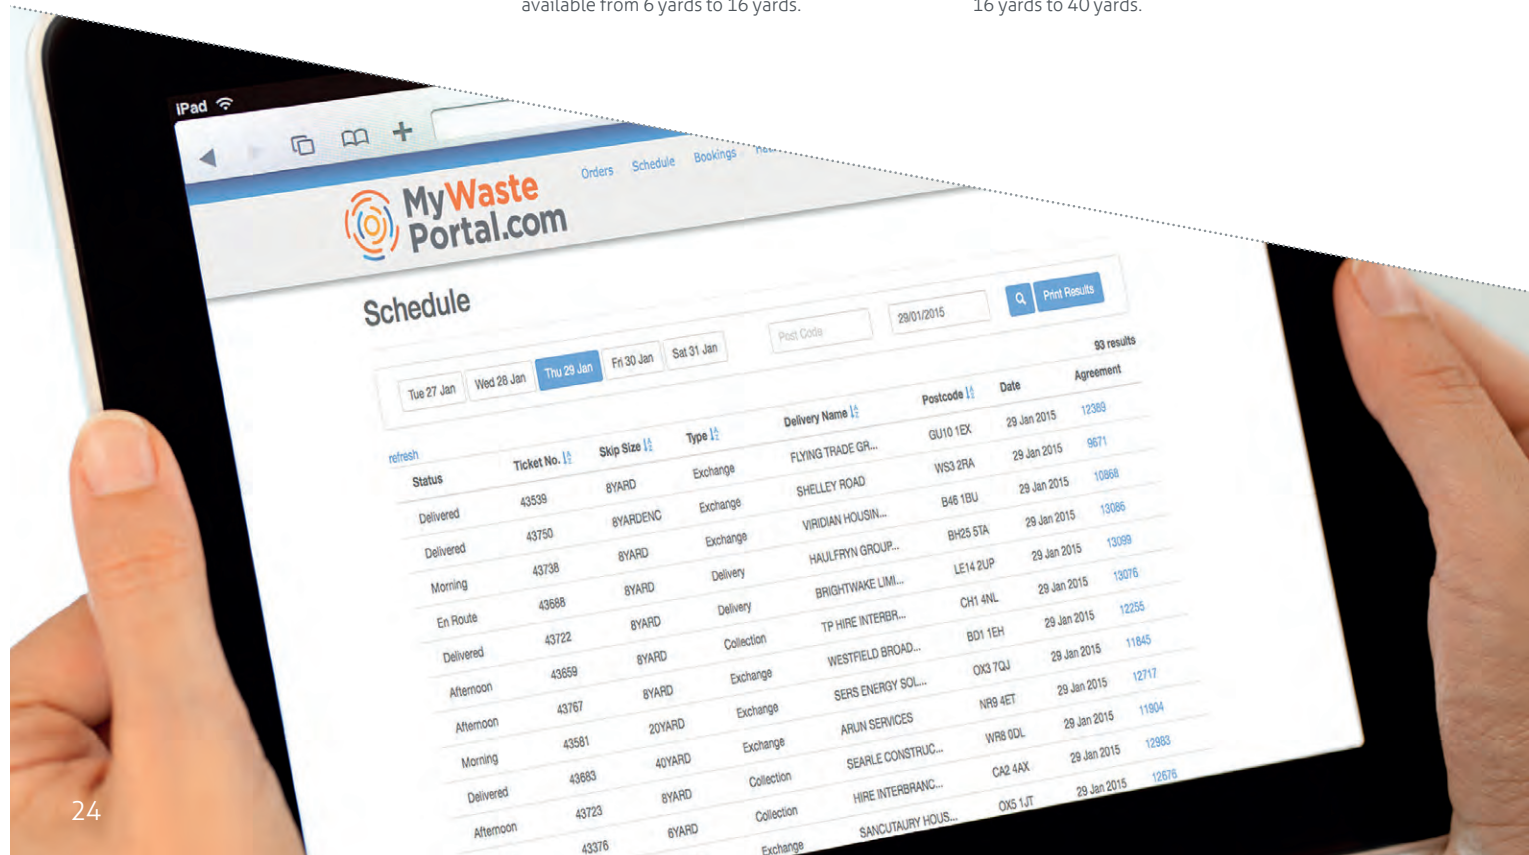 available from 6 yards to 16 yards.
16 yards to 40 yards.
iPad
Orders Schedule Bookings
MyWaste
Portal.com
Schedule
Tue 27 Jan Wed 28 Jan Thu 29 Jan Fri 30 Jan Sat 31 Jan Post Code 29/01/2015 Print Results
93 results
refresh
Status Ticket No. Skip Size Type Delivery Name Postcode Date Agreement
Delivered 43539 8YARD Exchange FLYING TRADE GR... GU10 1EX 29 Jan 2015 12389
Delivered 43750 8YARDENC Exchange SHELLEY ROAD WS3 2RA 29 Jan 2015 9671
Morning 43738 8YARD Exchange VIRIDIAN HOUSIN... B46 1BU 29 Jan 2015 10868
En Route 43688 8YARD Delivery HAULFRYN GROUP... BH25 5TA 29 Jan 2015 13086
Delivered 43722 8YARD Delivery BRIGHTWAKE LIMI... LE14 2UP 29 Jan 2015 13099
Afternoon 43659 8YARD Collection TP HIRE INTERBR... CH1 4NL 29 Jan 2015 13076
Afternoon 43767 8YARD Exchange WESTFIELD BROAD... BD1 1EH 29 Jan 2015 12255
Morning 43581 20YARD Exchange SERS ENERGY SOL... OX3 7QJ 29 Jan 2015 11845
Delivered 43683 40YARD Exchange ARUN SERVICES NR9 4ET 29 Jan 2015 12717
Afternoon 43723 8YARD Collection SEARLE CONSTRUC... WR8 0DL 29 Jan 2015 11904
43376 6YARD Collection HIRE INTERBRANC... CA2 4AX 29 Jan 2015 12983
Exchange SANCUTAURY HOUS... OX5 1JT 29 Jan 2015 12676
24